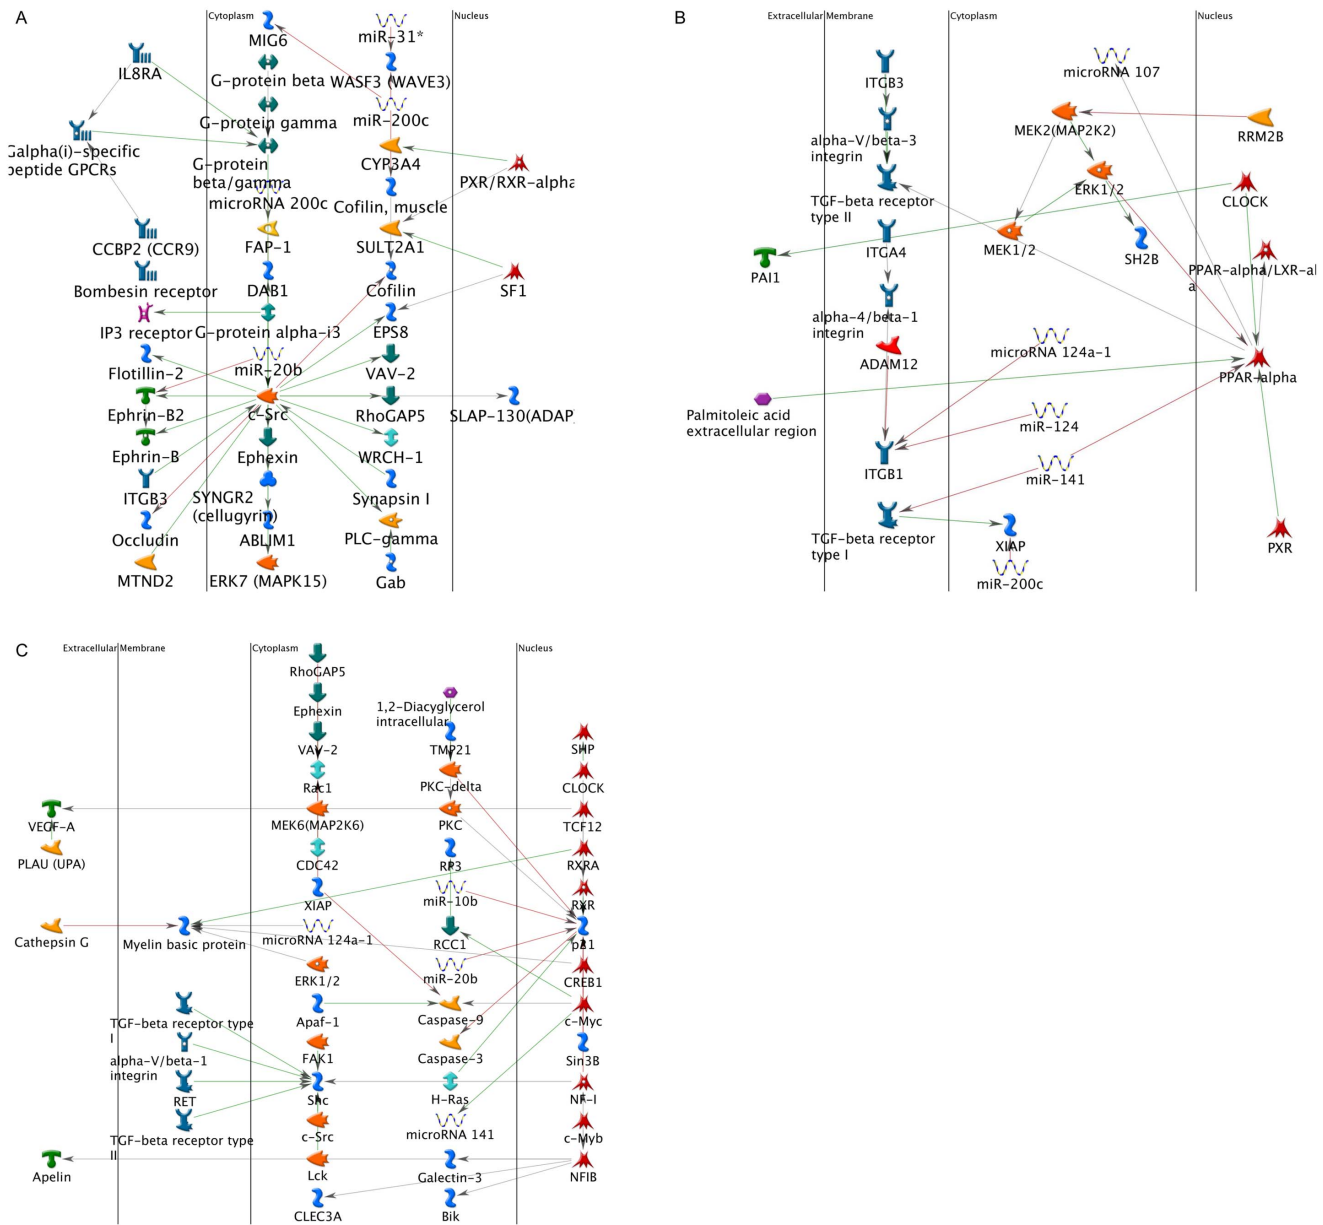 A
Cytoplasm
Nucleus
MIG6
miR-31*
IL8RA
G-protein beta
WASF3 (WAVE3)
G-protein gamma
miR-200c
Galpha(i)-specific
peptide GPCRs
G-protein
beta/gamma
CYP3A4
PXR/RXR-alpha
microRNA 200c
Cofilin, muscle
CCBP2 (CCR9)
FAP-1
SULT2A1
Bombesin receptor
DAB1
Cofilin
SF1
IP3 receptor
G-protein alpha-i3
EPS8
Flotillin-2
miR-20b
VAV-2
Ephrin-B2
c-Src
RhoGAP5
SLAP-130(ADAP
Ephrin-B
Ephexin
WRCH-1
ITGB3
SYNGR2
(cellugyrin)
Synapsin I
Occludin
ABLIM1
PLC-gamma
MTND2
ERK7 (MAPK15)
Gab
B
Extracellular
Membrane
Cytoplasm
Nucleus
ITGB3
microRNA 107
alpha-V/beta-3
integrin
MEK2(MAP2K2)
RRM2B
TGF-beta receptor
type II
ERK1/2
CLOCK
ITGA4
MEK1/2
SH2B
PAI1
PPAR-alpha/LXR-al
a
alpha-4/beta-1
integrin
ADAM12
microRNA 124a-1
PPAR-alpha
Palmitoleic acid
extracellular region
miR-124
ITGB1
miR-141
TGF-beta receptor
type I
XIAP
PXR
miR-200c
C
Extracellular
Membrane
Cytoplasm
Nucleus
RhoGAP5
Ephexin
1,2-Diacyglycerol
intracellular
VAV-2
TMP21
SHP
Rac1
PKC-delta
CLOCK
VEGF-A
MEK6(MAP2K6)
PKC
TCF12
PLAU (UPA)
CDC42
RP3
RXRA
XIAP
miR-10b
RXR
Cathepsin G
Myelin basic protein
microRNA 124a-1
RCC1
p21
ERK1/2
miR-20b
CREB1
TGF-beta receptor type
I
Apaf-1
Caspase-9
c-Myc
alpha-V/beta-1
integrin
FAK1
Caspase-3
Sin3B
RET
Shc
H-Ras
NF-I
TGF-beta receptor type
II
c-Src
microRNA 141
c-Myb
Apelin
Lck
Galectin-3
NFIB
CLEC3A
Bik